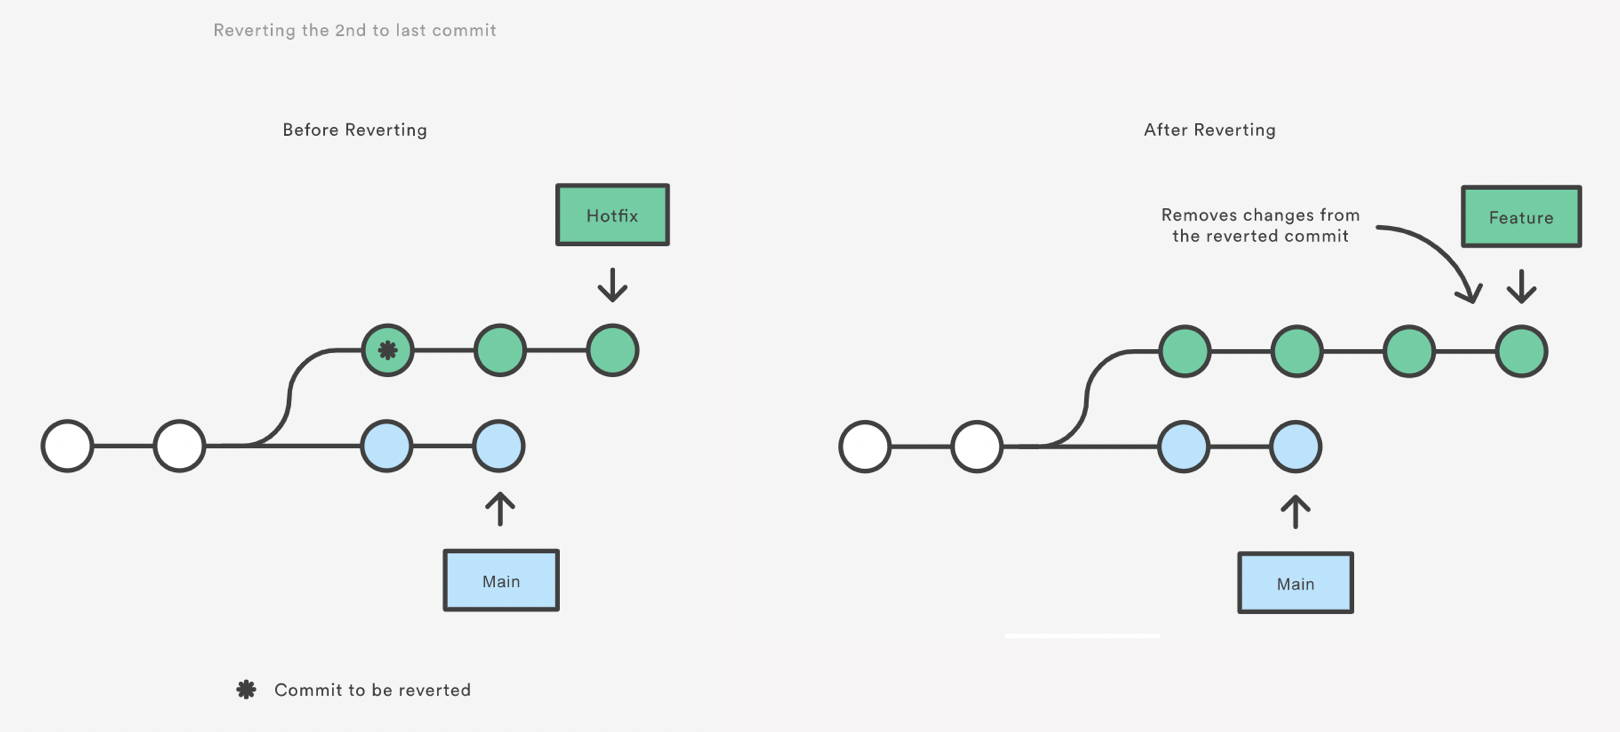 Reverting the 2nd to last commit
Before Reverting
After Reverting
Hotfix
Removes changes from
the reverted commit
Feature
Main
Main
Commit to be reverted